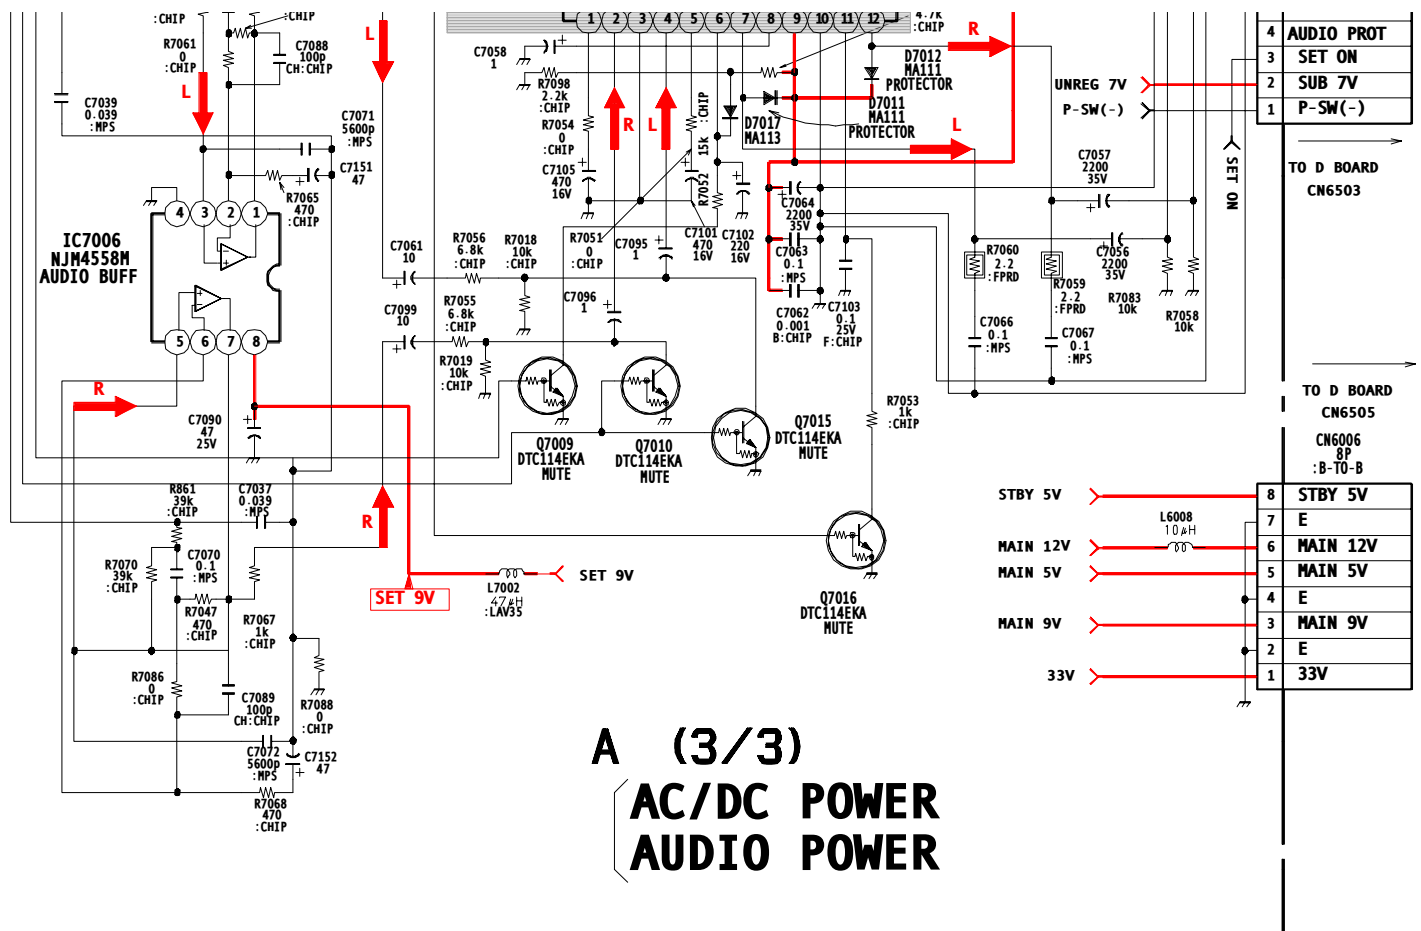 :CHIP
:CHIP
R7061
0
:CHIP
C7088
100p
CH:CHIP
L
L
C7039
0.039
:MPS
C7071
5600p
:MPS
C7151
47
R7065
470
:CHIP
4 3 2 1
IC7006
NJM4558M
AUDIO BUFF
5 6 7 8
R
C7090
47
25V
R861
39k
:CHIP
C7037
0.039
:MPS
R7070
39k
:CHIP
C7070
0.1
:MPS
R7047
470
:CHIP
R7067
1k
:CHIP
R7086
0
:CHIP
C7089
100p
CH:CHIP
R7088
0
:CHIP
C7072
5600p
:MPS
C7152
47
R7068
470
:CHIP
R
SET 9V
L7002
47μH
:LAV35
SET 9V
1 2 3 4 5 6 7 8 9 10 11 12
4.7k
:CHIP
C7058
1
R7098
2.2k
:CHIP
R7054
0
:CHIP
C7105
470
16V
R
L
:CHIP
15k
R7052
D7017
MA113
D7012
MA111
PROTECTOR
D7011
MA111
PROTECTOR
R
L
C7061
10
R7056
6.8k
:CHIP
R7018
10k
:CHIP
R7051
0
:CHIP
C7095
1
C7101
470
16V
C7102
220
16V
C7064
2200
35V
C7063
0.1
:MPS
C7062
0.001
B:CHIP
C7103
0.1
25V
F:CHIP
C7099
10
R7055
6.8k
:CHIP
C7096
1
R7019
10k
:CHIP
Q7009
DTC114EKA
MUTE
Q7010
DTC114EKA
MUTE
Q7015
DTC114EKA
MUTE
R7053
1k
:CHIP
Q7016
DTC114EKA
MUTE
C7057
2200
35V
C7056
2200
35V
R7060
2.2
:FPRD
R7059
2.2
:FPRD
R7083
10k
R7058
10k
C7066
0.1
:MPS
C7067
0.1
:MPS
UNREG 7V
P-SW(-)
SET ON
4 AUDIO PROT
3 SET ON
2 SUB 7V
1 P-SW(-)
TO D BOARD
CN6503
TO D BOARD
CN6505
CN6006
8P
:B-TO-B
STBY 5V
8 STBY 5V
L6008
10μH
7 E
MAIN 12V
6 MAIN 12V
MAIN 5V
5 MAIN 5V
4 E
MAIN 9V
3 MAIN 9V
2 E
33V
1 33V
A (3/3)
AC/DC POWER
AUDIO POWER